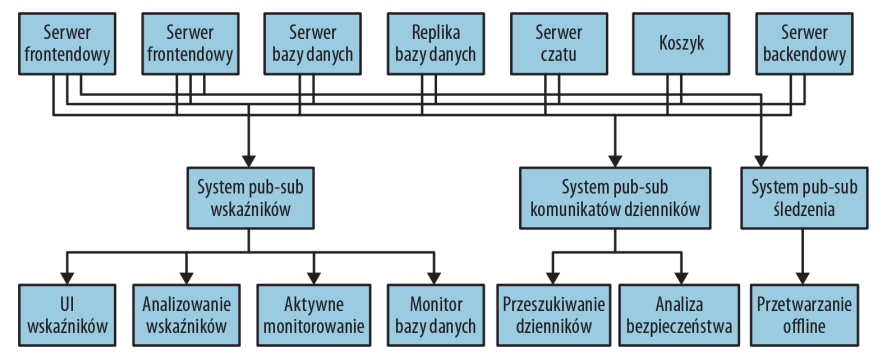 Serwer
frontendowy
Serwer
frontendowy
Serwer
bazy danych
Replika
bazy danych
Serwer
czatu
Koszyk
Serwer
backendowy
System pub-sub
wskaźników
System pub-sub
komunikatów dzienników
System pub-sub
śledzenia
UI
wskaźników
Analizowanie
wskaźników
Aktywne
monitorowanie
Monitor
bazy danych
Przeszukiwanie
dzienników
Analiza
bezpieczeństwa
Przetwarzanie
offline